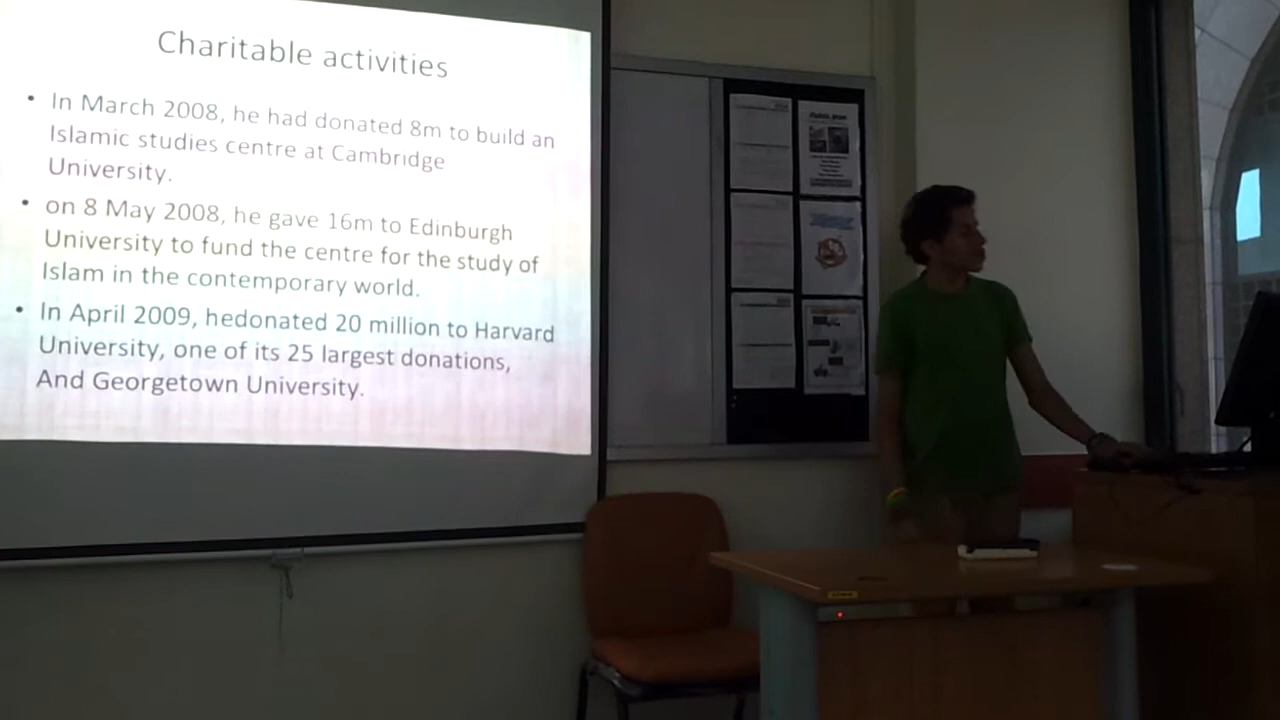 Charitable activities
• In March 2008, he had donated 8m to build an
Islamic studies centre at Cambridge
University.
• on 8 May 2008, he gave 16m to Edinburgh
University to fund the centre for the study of
Islam in the contemporary world.
• In April 2009, hedonated 20 million to Harvard
University, one of its 25 largest donations,
And Georgetown University.